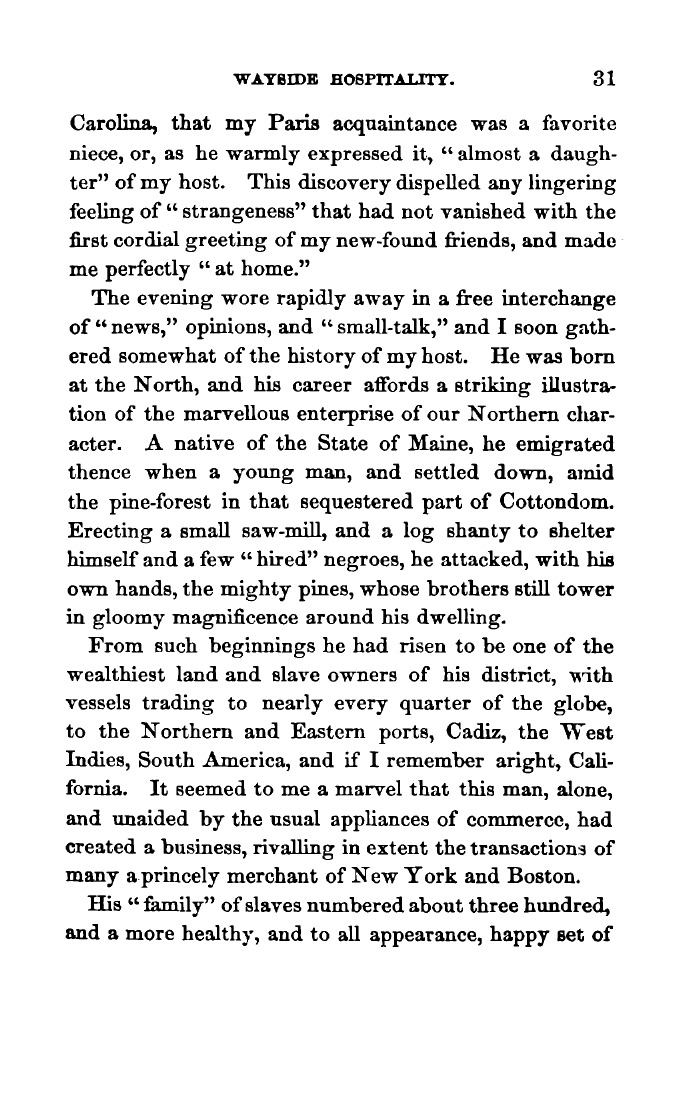 WAYSIDE HOSPITALITY. 31
Carolina, that my Paris acquaintance was a favorite
niece, or, as he warmly expressed it, “almost a daugh-
ter” of my host. This discovery dispelled any lingering
feeling of “strangeness” that had not vanished with the
first cordial greeting of my new-found friends, and made
me perfectly “at home.”
The evening wore rapidly away in a free interchange
of “news,” opinions, and “small-talk,” and I soon gath-
ered somewhat of the history of my host. He was born
at the North, and his career affords a striking illustra-
tion of the marvellous enterprise of our Northern char-
acter. A native of the State of Maine, he emigrated
thence when a young man, and settled down, amid
the pine-forest in that sequestered part of Cottondom.
Erecting a small saw-mill, and a log shanty to shelter
himself and a few “hired” negroes, he attacked, with his
own hands, the mighty pines, whose brothers still tower
in gloomy magnificence around his dwelling.
From such beginnings he had risen to be one of the
wealthiest land and slave owners of his district, with
vessels trading to nearly every quarter of the globe,
to the Northern and Eastern ports, Cadiz, the West
Indies, South America, and if I remember aright, Cali-
fornia. It seemed to me a marvel that this man, alone,
and unaided by the usual appliances of commerce, had
created a business, rivalling in extent the transactions of
many a princely merchant of New York and Boston.
His “family” of slaves numbered about three hundred,
and a more healthy, and to all appearance, happy set of